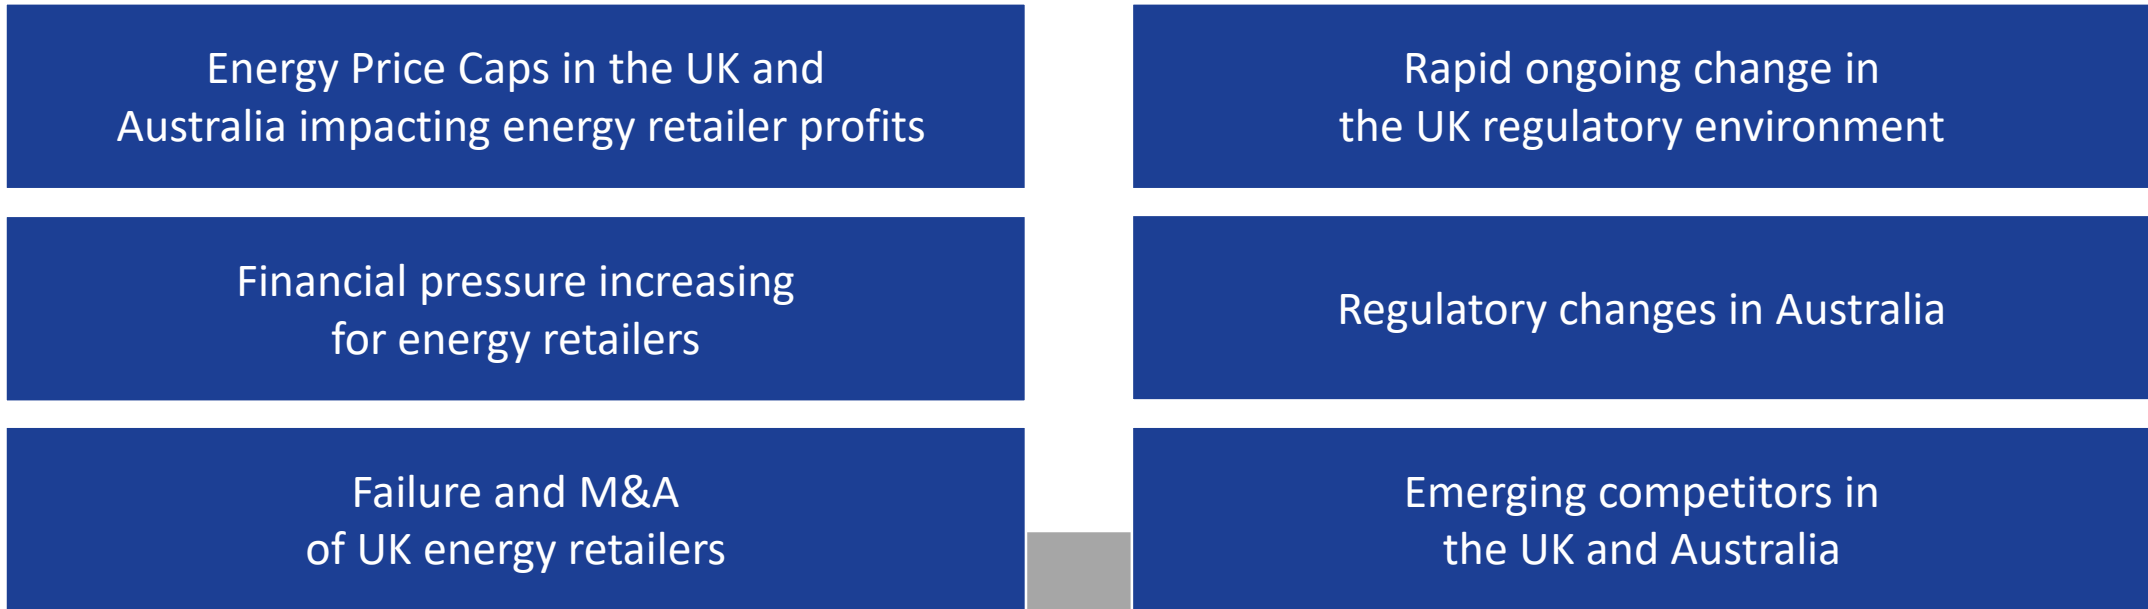 Energy Price Caps in the UK and
Australia impacting energy retailer profits
Financial pressure increasing
for energy retailers
Failure and M&A
of UK energy retailers
Rapid ongoing change in
the UK regulatory environment
Regulatory changes in Australia
Emerging competitors in
the UK and Australia